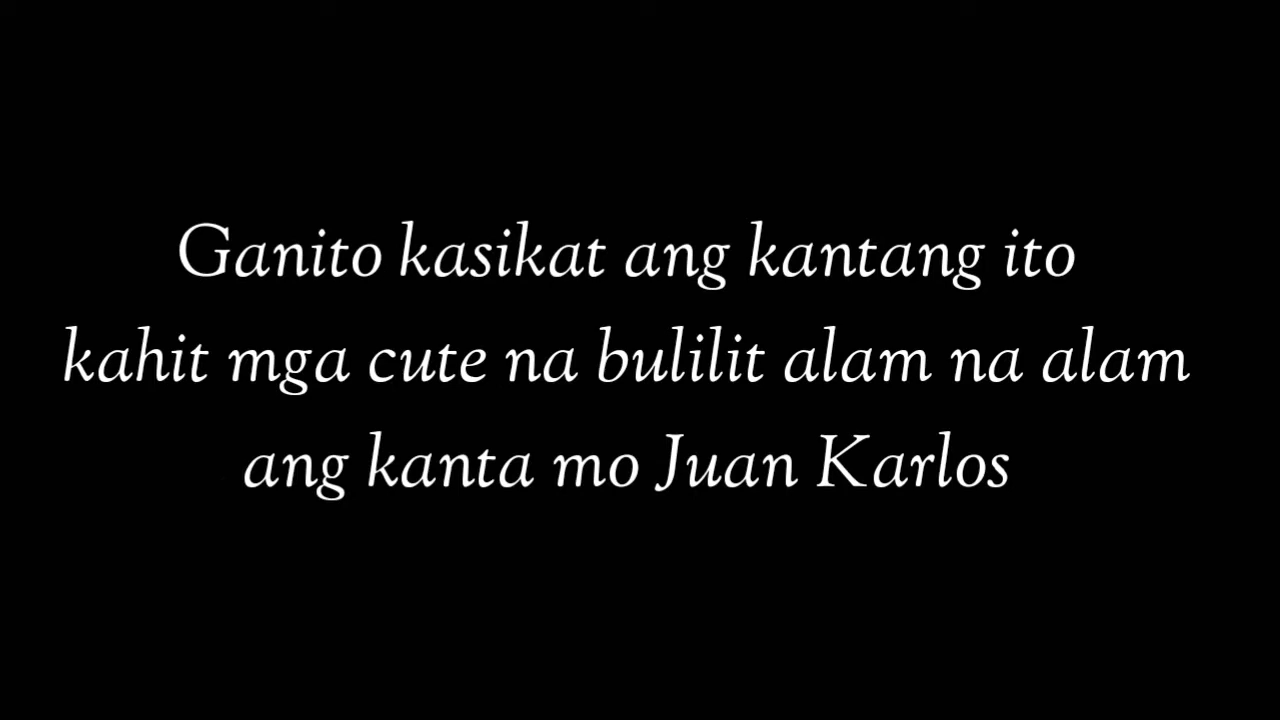 Ganito kasikat ang kantang ito
kahit mga cute na bulilit alam na alam
ang kanta mo Juan Karlos